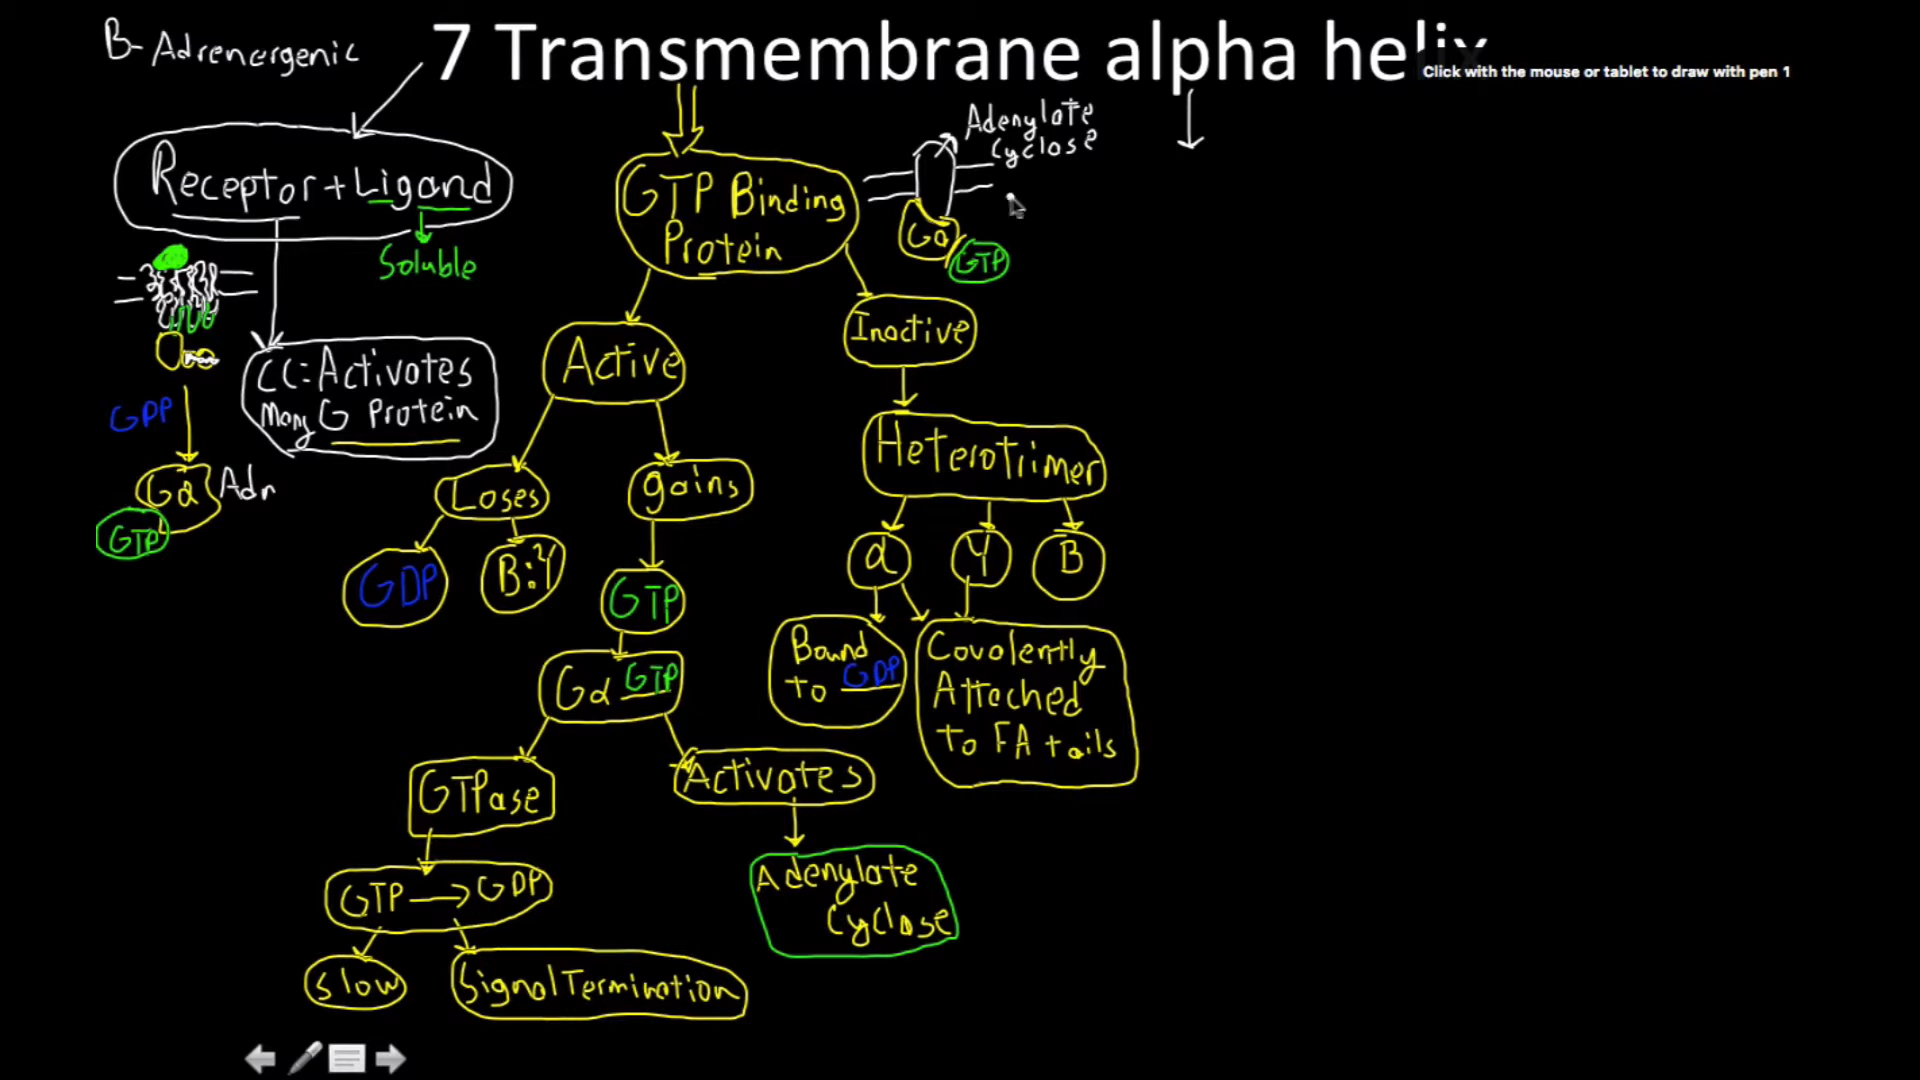 B-Adrenergenic
7 Transmembrane alpha helix
Click with the mouse or tablet to draw with pen 1
Adenylate
Cyclase
Receptor + Ligand
Soluble
GTP Binding
Protein
Gα
GTP
Active
Inactive
CC: Activates
Many G Protein
GDP
Gα
Adn
GTP
Loses
gains
Heterotrimer
GDP
B:γ
GTP
α
γ
B
Gα GTP
Bound
to GDP
Covalently
Attached
to FA tails
GTPase
Activates
GTP → GDP
Adenylate
Cyclase
Slow
Signal Termination